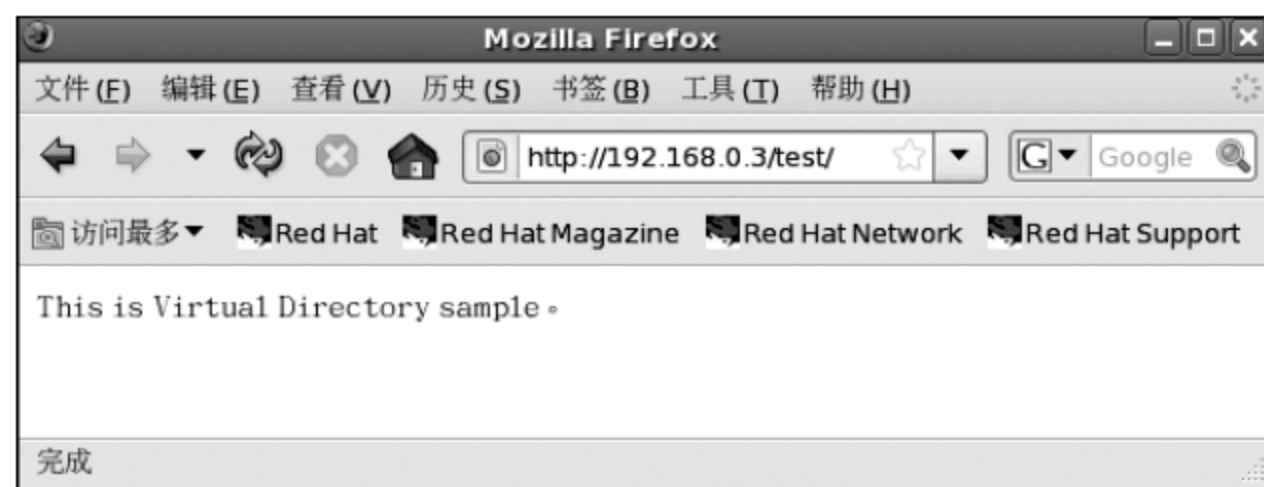 Mozilla Firefox
文件(F) 编辑(E) 查看(V) 历史(S) 书签(B) 工具(T) 帮助(H)
http://192.168.0.3/test/ G Google
访问最多 Red Hat Red Hat Magazine Red Hat Network Red Hat Support
This is Virtual Directory sample。
完成